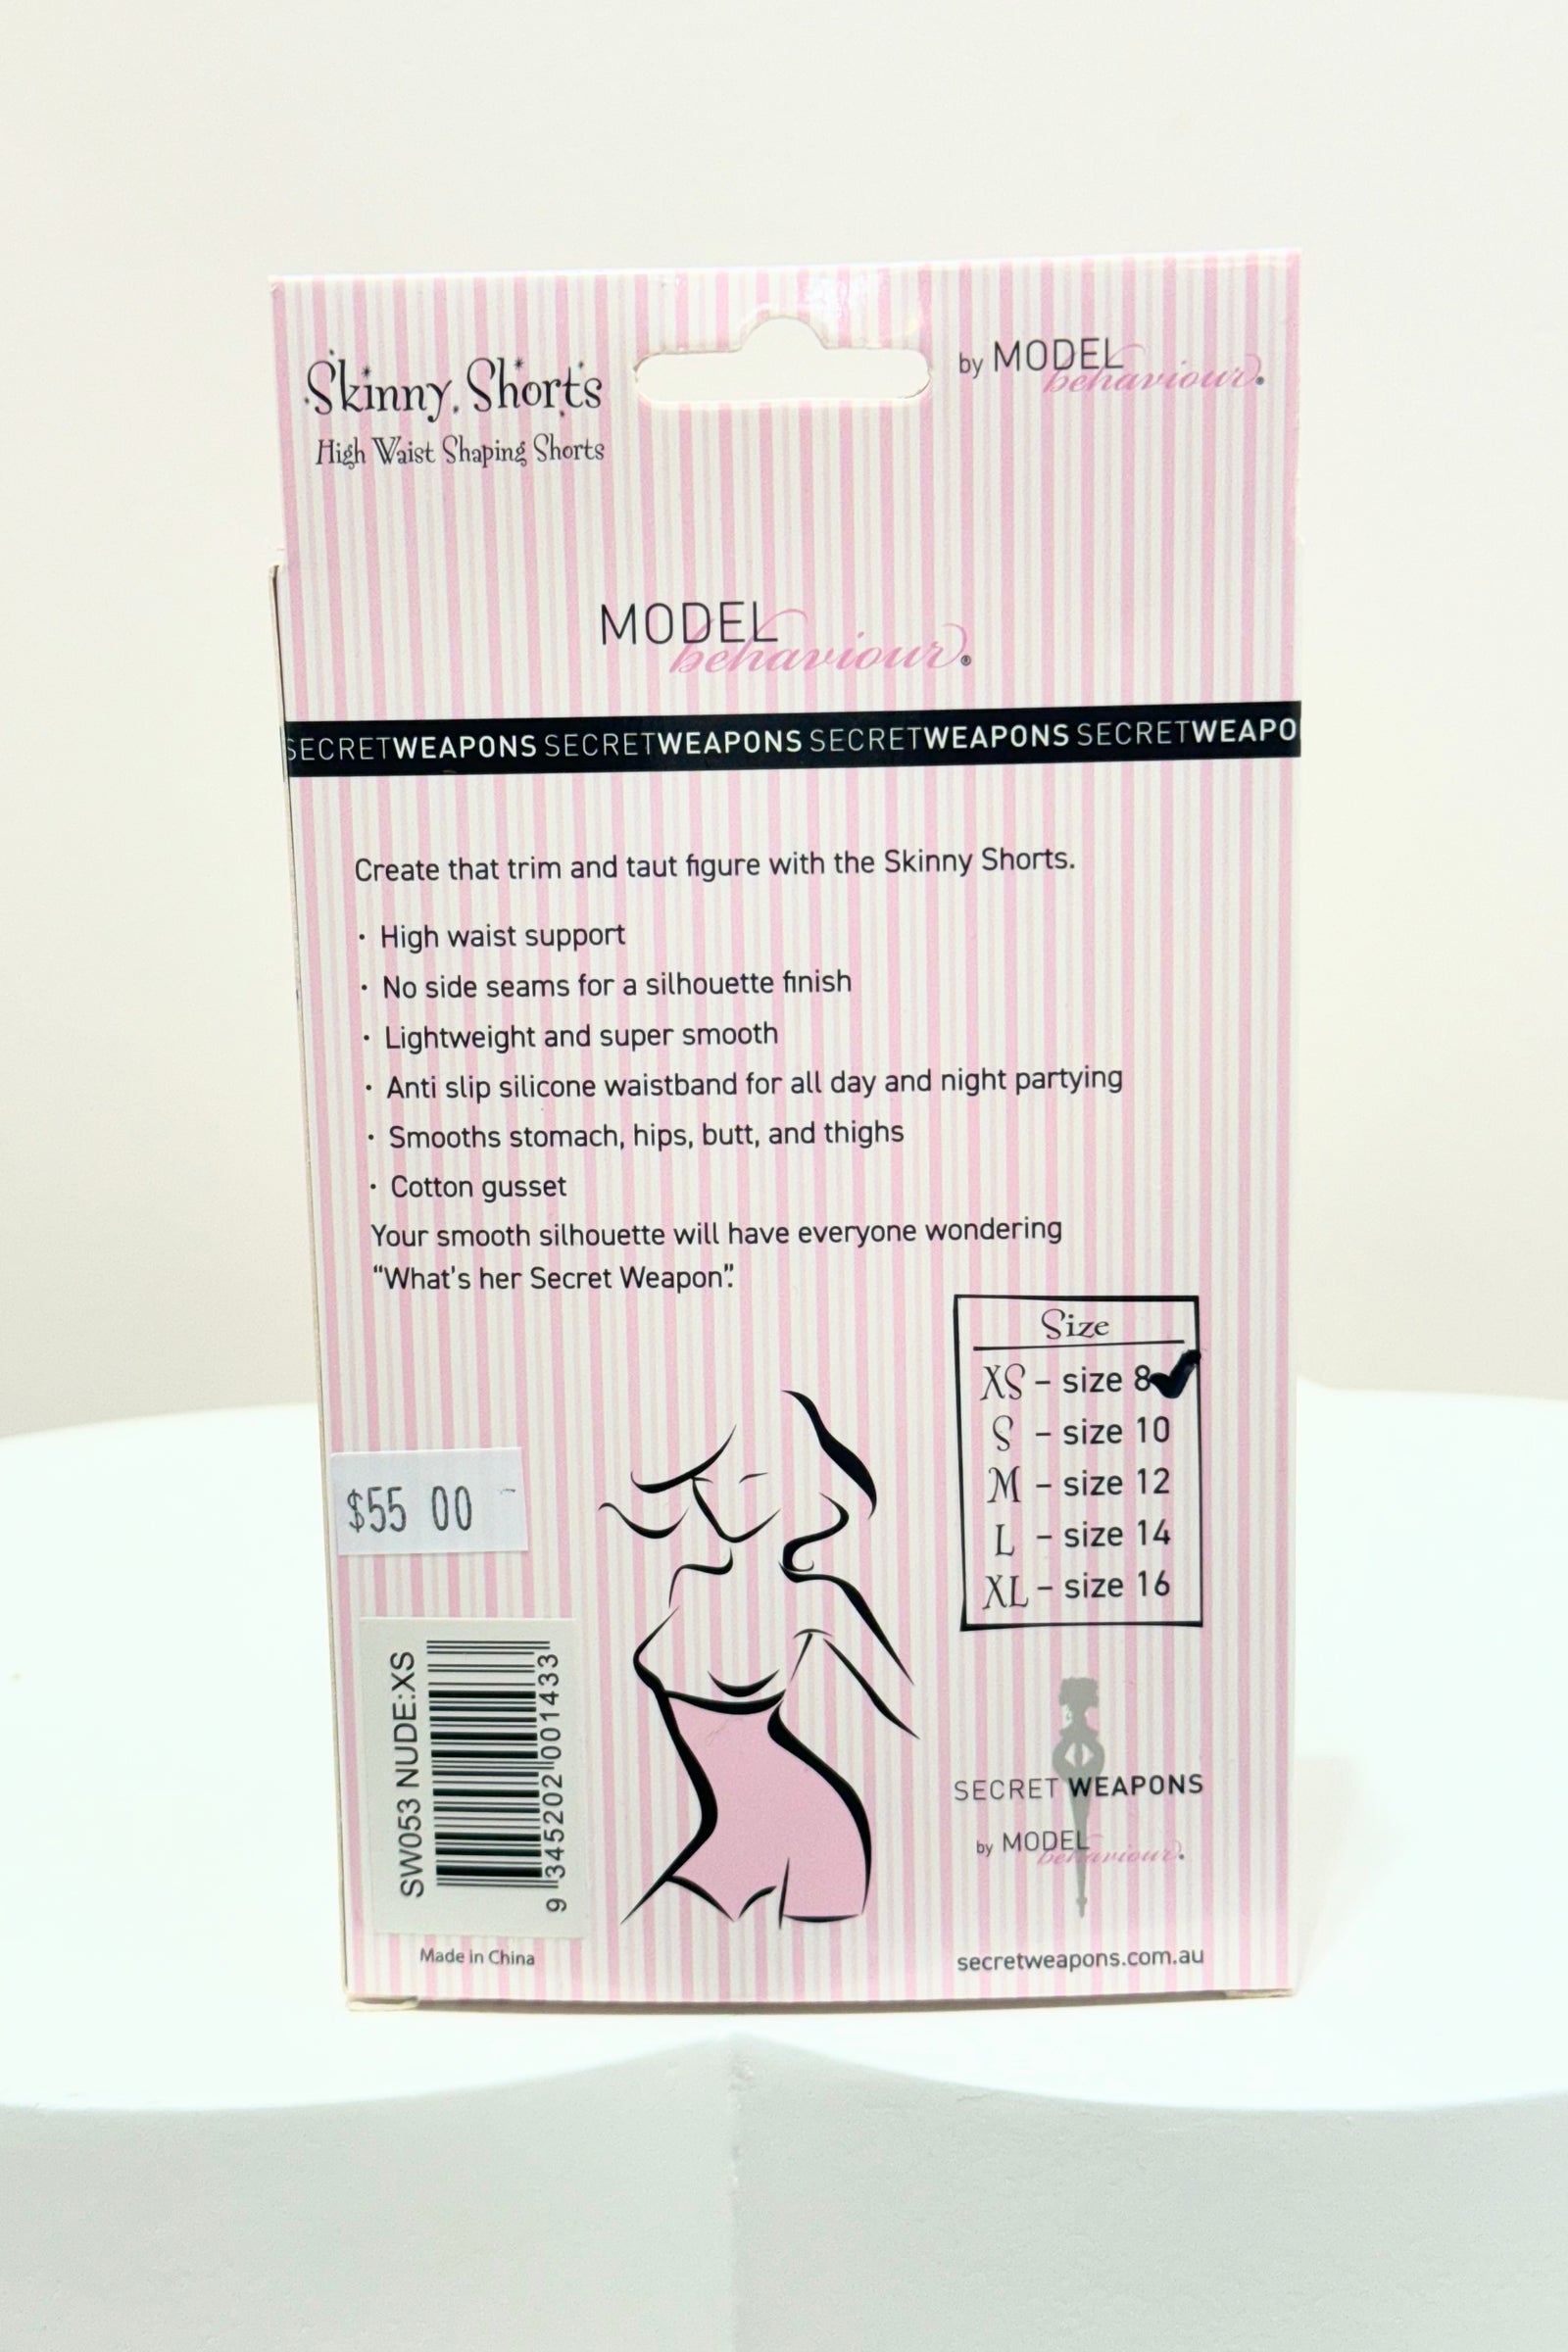 Skinny Shorts
High Waist Shaping Shorts
by MODEL behaviour.
MODEL
behaviour.®
SECRETWEAPONS SECRETWEAPONS SECRETWEAPONS SECRETWEAPO
Create that trim and taut figure with the Skinny Shorts.
· High waist support
· No side seams for a silhouette finish
· Lightweight and super smooth
· Anti slip silicone waistband for all day and night partying
· Smooths stomach, hips, butt, and thighs
· Cotton gusset
Your smooth silhouette will have everyone wondering
“What's her Secret Weapon”.
Size
XS – size 8 ✓
S – size 10
M – size 12
L – size 14
XL – size 16
$55 00
SW053 NUDE:XS
9 345202 001433
Made in China
SECRET WEAPONS
by MODEL behaviour.
secretweapons.com.au